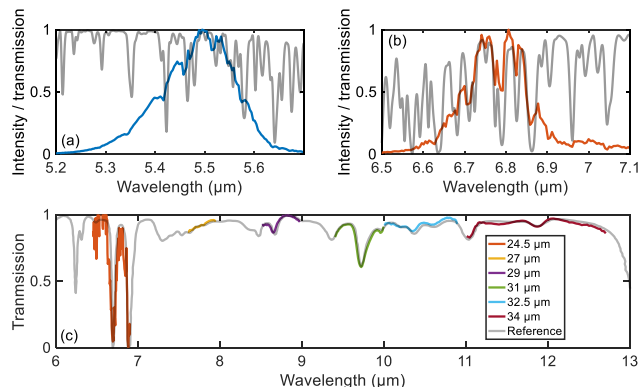 Intensity / transmission
1
0.5
0
(a)
5.2 5.3 5.4 5.5 5.6
Wavelength (μm)
Intensity / transmission
1
0.5
0
(b)
6.5 6.6 6.7 6.8 6.9 7 7.1
Wavelength (μm)
Tranmsission
1
0.5
0
(c)
24.5 μm
27 μm
29 μm
31 μm
32.5 μm
34 μm
Reference
6 7 8 9 10 11 12 13
Wavelength (μm)